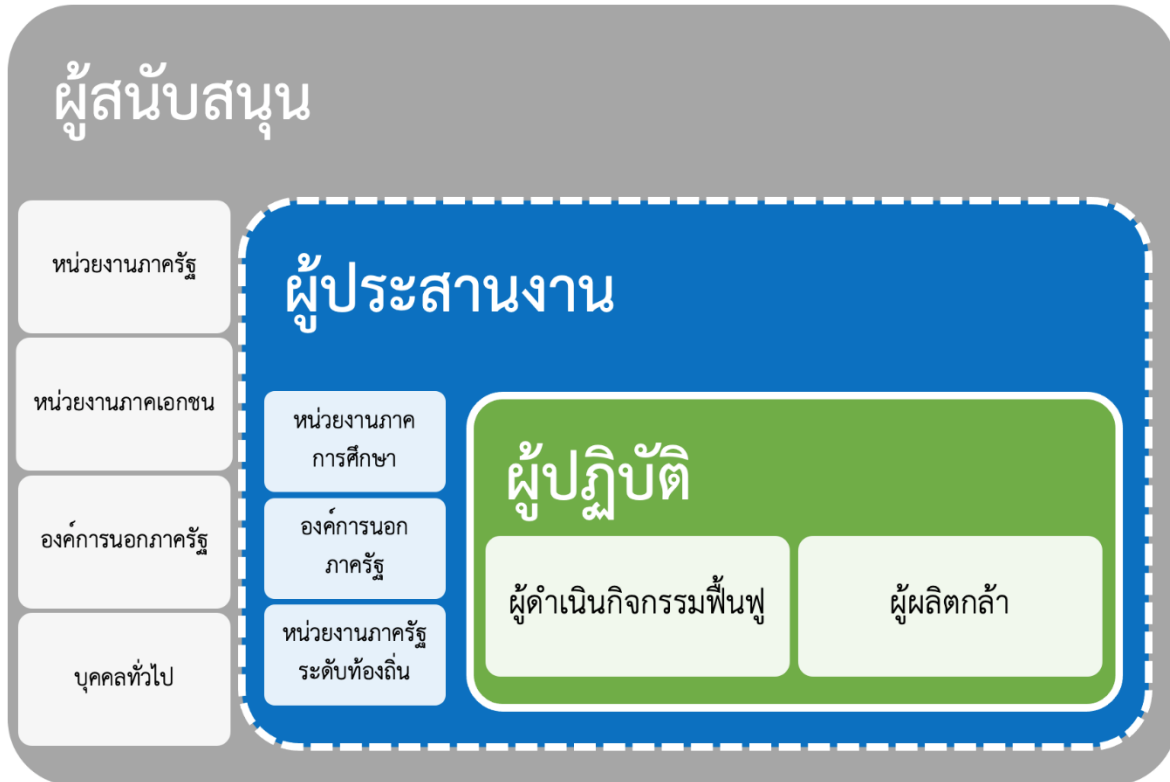 ผู้สนับสนุน
หน่วยงานภาครัฐ
หน่วยงานภาคเอกชน
องค์การนอกภาครัฐ
บุคคลทั่วไป
ผู้ประสานงาน
หน่วยงานภาค
การศึกษา
องค์การนอก
ภาครัฐ
หน่วยงานภาครัฐ
ระดับท้องถิ่น
ผู้ปฏิบัติ
ผู้ดำเนินกิจกรรมฟื้นฟู
ผู้ผลิตกล้า